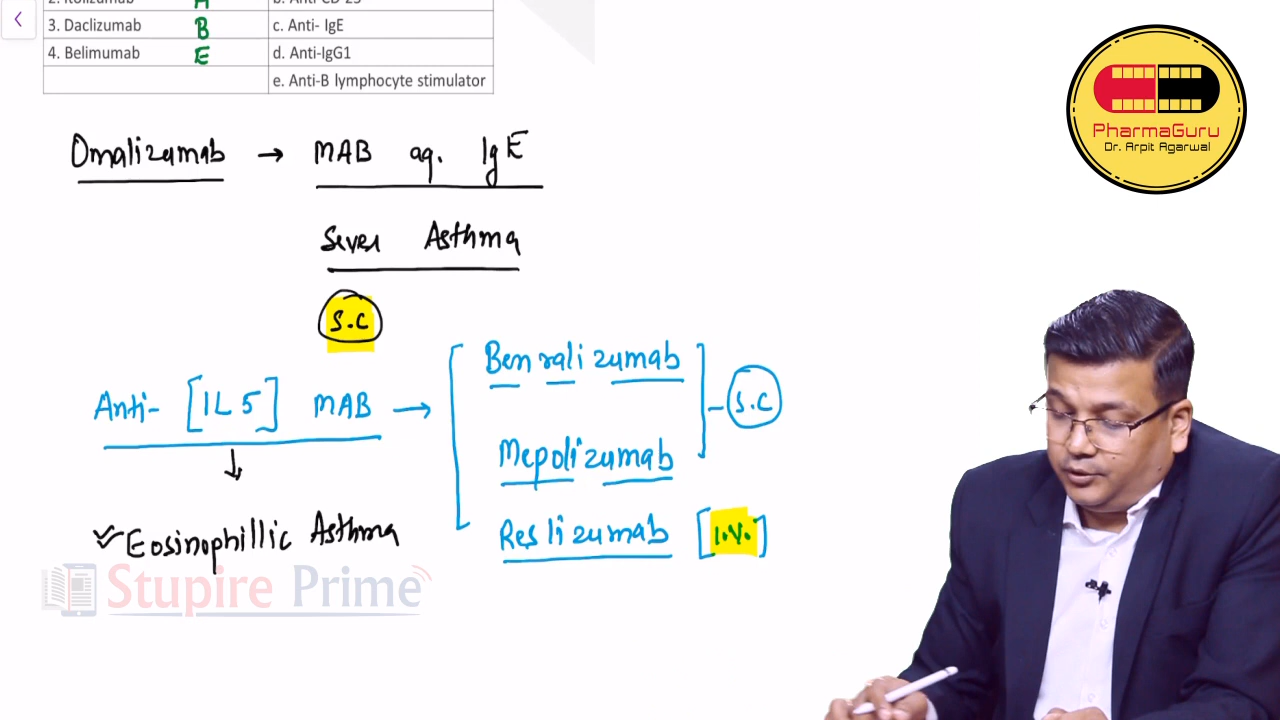 3. Daclizumab B c. Anti- IgE
4. Belimumab E d. Anti-IgG1
e. Anti-B lymphocyte stimulator
Omalizumab → MAB ag. IgE
Sever Asthma
S.C
Anti- [IL 5] MAB →
Benralizumab
Mepolizumab
- S.C
Reslizumab [I.V.]
Eosinophillic Asthma
Stupire Prime
PharmaGuru
Dr. Arpit Agarwal